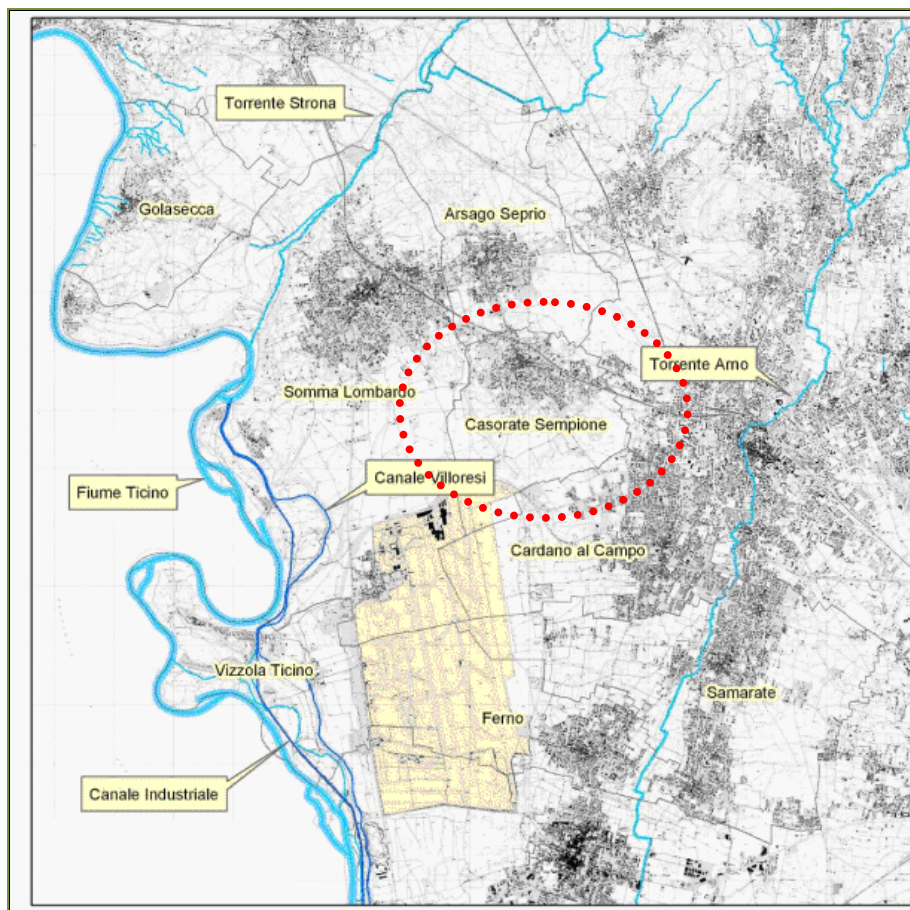 Torrente Strona
Golasecca
Arsago Seprio
Torrente Arno
Somma Lombardo
Casorate Sempione
Canale Villoresi
Fiume Ticino
Cardano al Campo
Vizzola Ticino
Samarate
Ferno
Canale Industriale